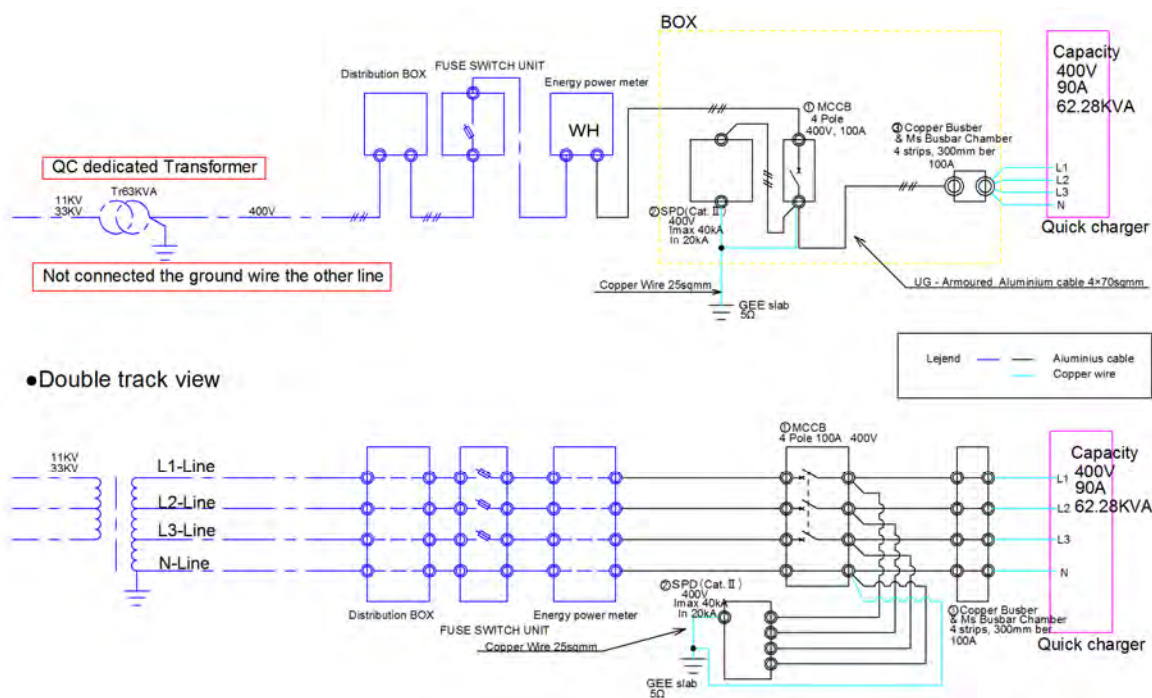 BOX
Capacity
400V
90A
62.28KVA
Distribution BOX
FUSE SWITCH UNIT
Energy power meter
WH
①MCCB
4 Pole
400V, 100A
③Copper Busber
& Ms Busbar Chamber
4 strips, 300mm ber
100A
L1
L2
L3
N
Quick charger
QC dedicated Transformer
Tr63KVA
11KV
33KV
400V
②SPD(Cat.Ⅱ)
400V
Imax 40kA
In 20kA
Not connected the ground wire the other line
Copper Wire 25sqmm
GEE slab
5Ω
UG - Armoured Aluminium cable 4×70sqmm
Lejend
Aluminius cable
Copper wire
●Double track view
11KV
33KV
L1-Line
L2-Line
L3-Line
N-Line
①MCCB
4 Pole 100A 400V
Capacity
400V
90A
62.28KVA
L1
L2
L3
N
Distribution BOX
FUSE SWITCH UNIT
Energy power meter
②SPD(Cat.Ⅱ)
400V
Imax 40kA
In 20kA
Copper Wire 25sqmm
GEE slab
5Ω
Copper Busber
& Ms Busbar Chamber
4 strips, 300mm ber
100A
Quick charger